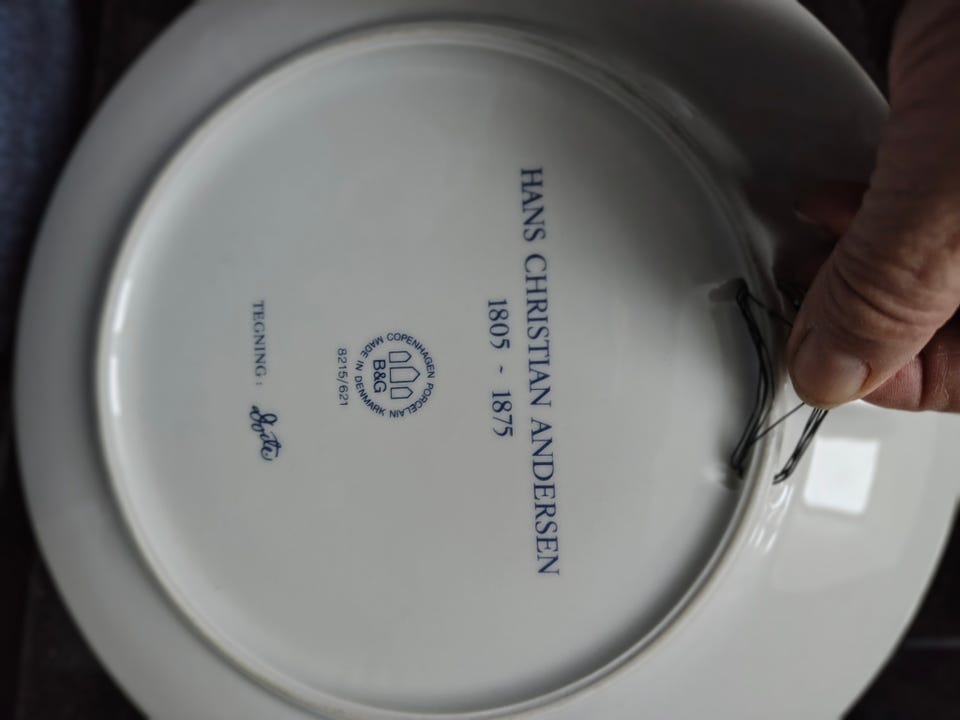 HANS CHRISTIAN ANDERSEN
1805 ~ 1875
COPENHAGEN PORCELAIN
MADE IN DENMARK
B&G
8215/621
TEGNING: